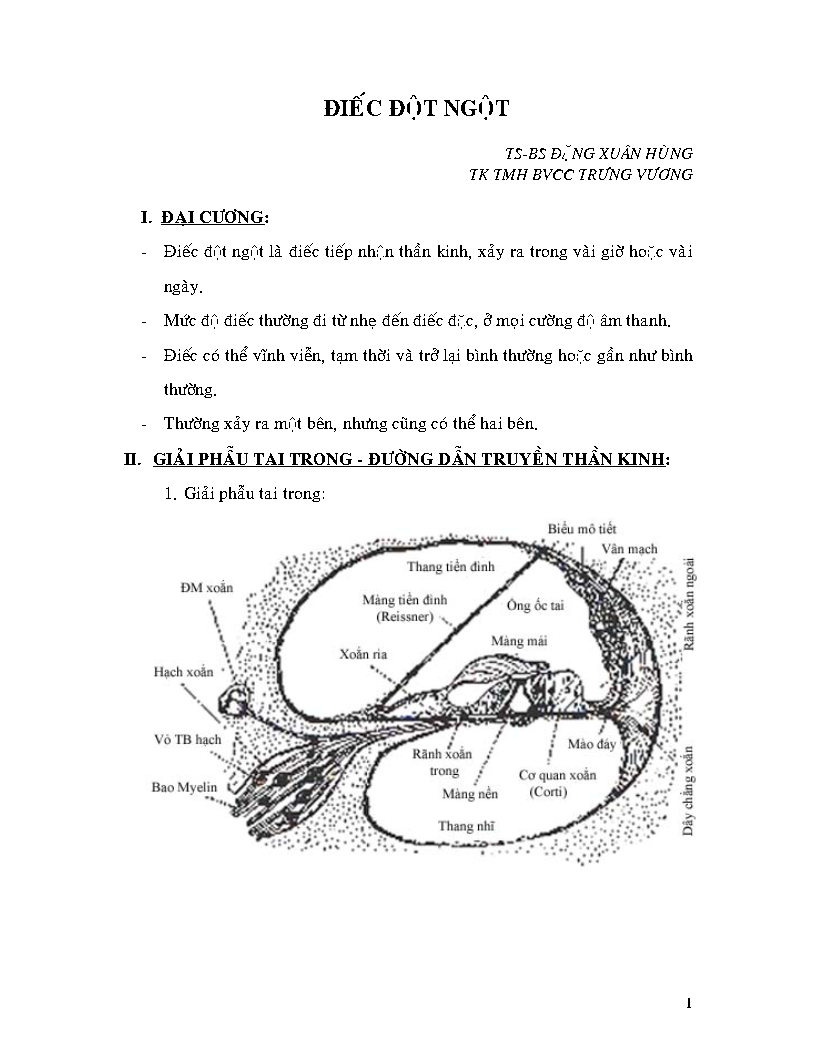 ĐIẾC ĐỘT NGỘT
TS-BS ĐẶNG XUÂN HÙNG
TK TMH BVCC TRƯNG VƯƠNG
I. ĐẠI CƯƠNG:
- Điếc đột ngột là điếc tiếp nhận thần kinh, xảy ra trong vài giờ hoặc vài
ngày.
- Mức độ điếc thường đi từ nhẹ đến điếc đặc, ở mọi cường độ âm thanh.
- Điếc có thể vĩnh viễn, tạm thời và trở lại bình thường hoặc gần như bình
thường.
- Thường xảy ra một bên, nhưng cũng có thể hai bên.
II. GIẢI PHẪU TAI TRONG - ĐƯỜNG DẪN TRUYỀN THẦN KINH:
1. Giải phẫu tai trong:
Biểu mô tiết
Vân mạch
Thang tiền đình
Rãnh xoắn ngoài
ĐM xoắn
Màng tiền đình
(Reissner)
Ống ốc tai
Màng mái
Xoắn rìa
Hạch xoắn
Vỏ TB hạch
Mào đáy
Rãnh xoắn
trong
Cơ quan xoắn
(Corti)
Dây chằng xoắn
Bao Myelin
Màng nền
Thang nhĩ
1